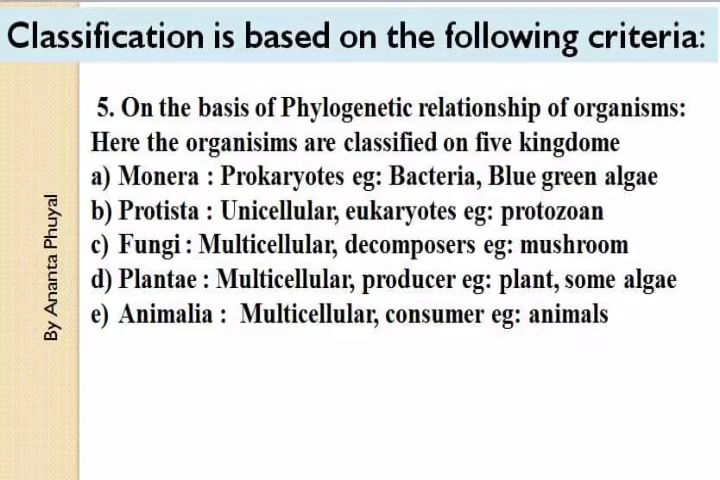 Classification is based on the following criteria:
5. On the basis of Phylogenetic relationship of organisms:
Here the organisims are classified on five kingdome
a) Monera : Prokaryotes eg: Bacteria, Blue green algae
b) Protista : Unicellular, eukaryotes eg: protozoan
c) Fungi : Multicellular, decomposers eg: mushroom
d) Plantae : Multicellular, producer eg: plant, some algae
e) Animalia : Multicellular, consumer eg: animals
By Ananta Phuyal